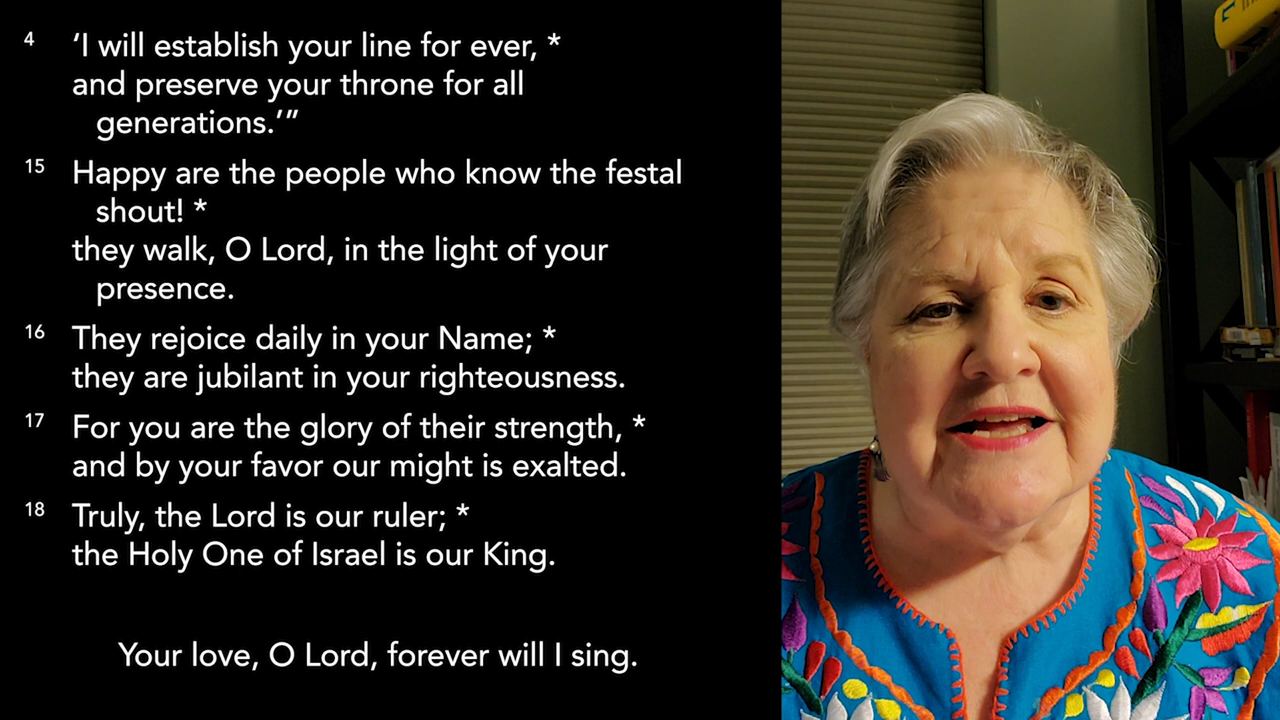 4 ‘I will establish your line for ever, *
and preserve your throne for all
generations.’”
15 Happy are the people who know the festal
shout! *
they walk, O Lord, in the light of your
presence.
16 They rejoice daily in your Name; *
they are jubilant in your righteousness.
17 For you are the glory of their strength, *
and by your favor our might is exalted.
18 Truly, the Lord is our ruler; *
the Holy One of Israel is our King.
Your love, O Lord, forever will I sing.